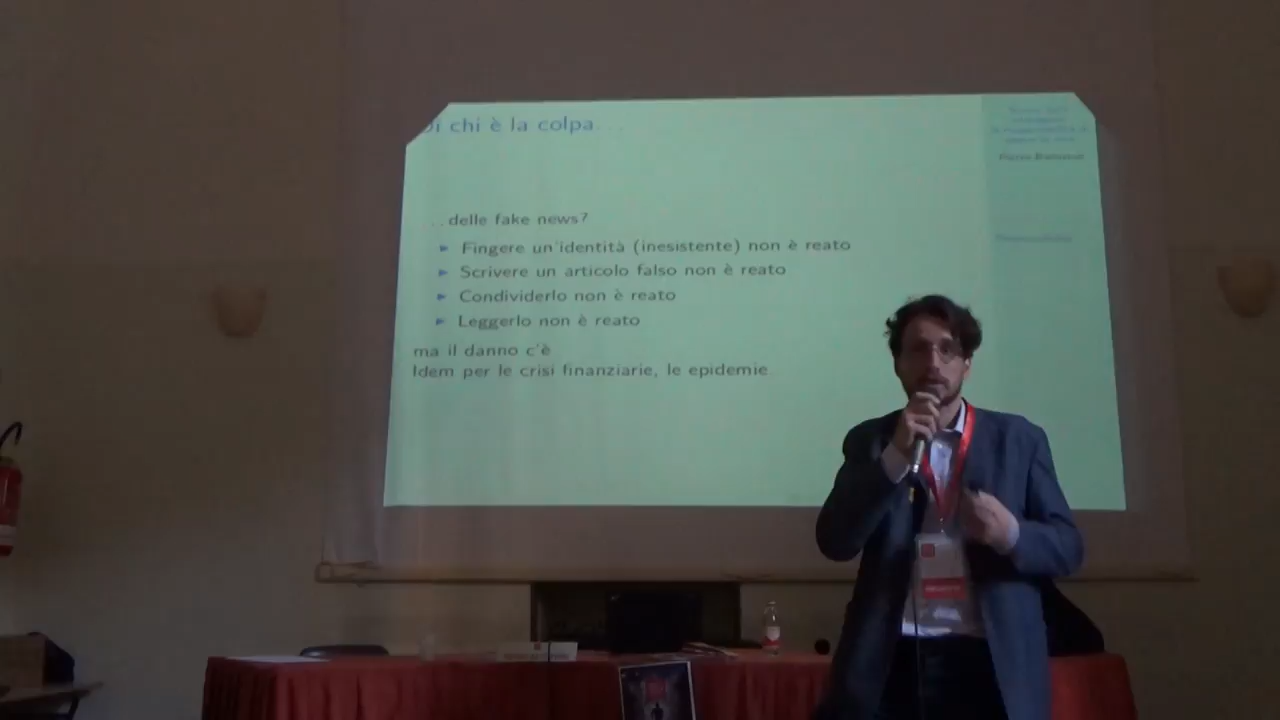 Di chi è la colpa...
...delle fake news?
► Fingere un'identità (inesistente) non è reato
► Scrivere un articolo falso non è reato
► Condividerlo non è reato
► Leggerlo non è reato
ma il danno c'è
Idem per le crisi finanziarie, le epidemie.